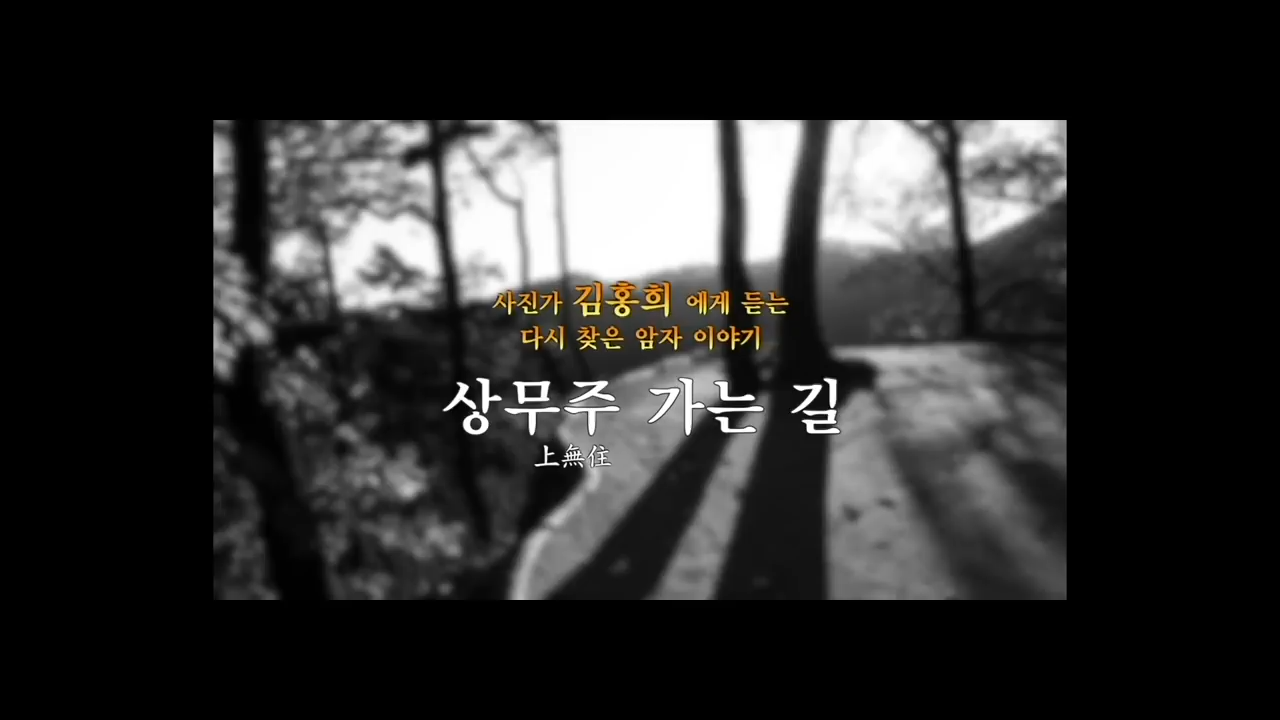 사진가 김홍희 에게 듣는
다시 찾은 암자 이야기
상무주 가는 길
上無住